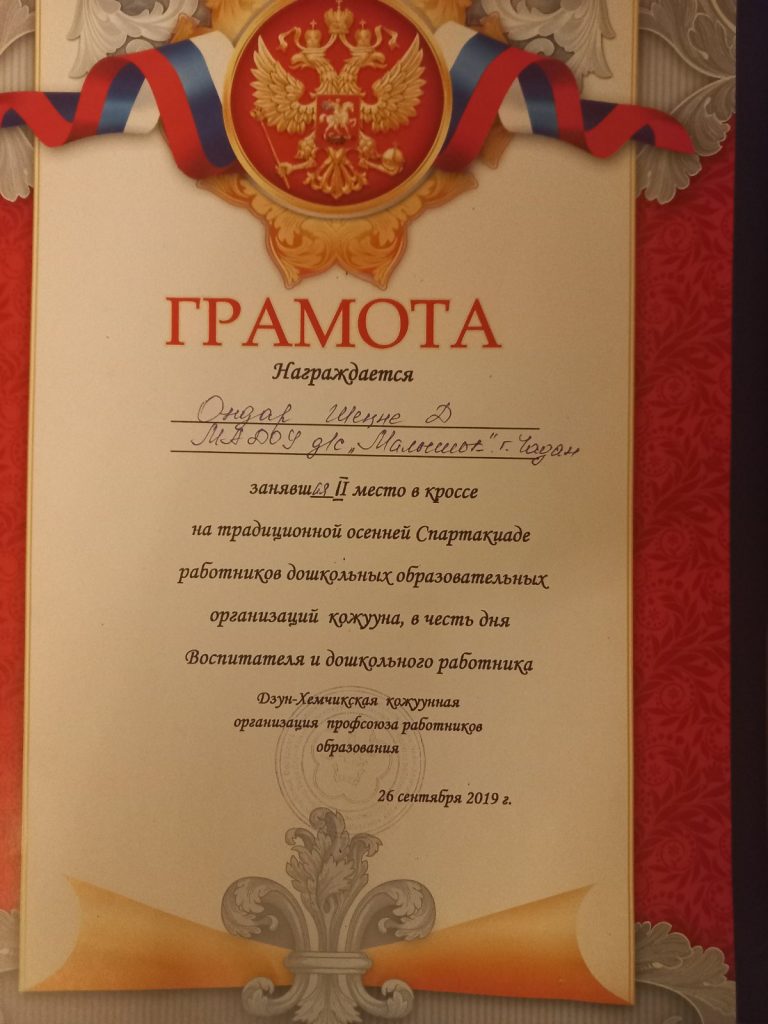 ГРАМОТА
Награждается
Ондар Шенне Д
МАДОУ д/с „Малышок" г. Чадан
занявшая II место в кроссе
на традиционной осенней Спартакиаде
работников дошкольных образовательных
организаций кожууна, в честь дня
Воспитателя и дошкольного работника
Дзун-Хемчикская кожуунная
организация профсоюза работников
образования
26 сентября 2019 г.